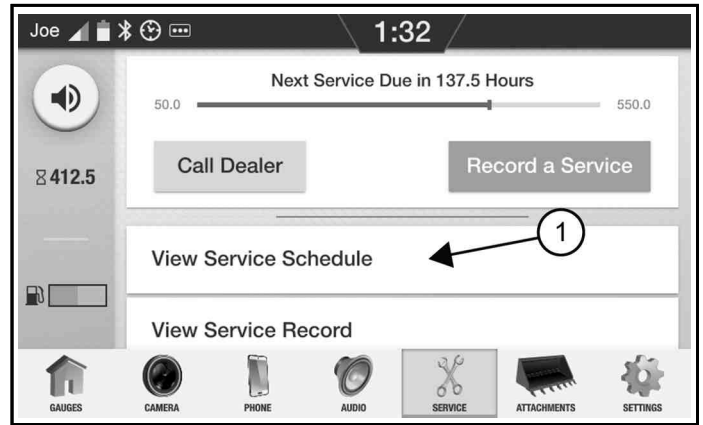 Joe 1:32
Next Service Due in 137.5 Hours
50.0 550.0
Call Dealer Record a Service
412.5
1
View Service Schedule
View Service Record
GAUGES CAMERA PHONE AUDIO SERVICE ATTACHMENTS SETTINGS